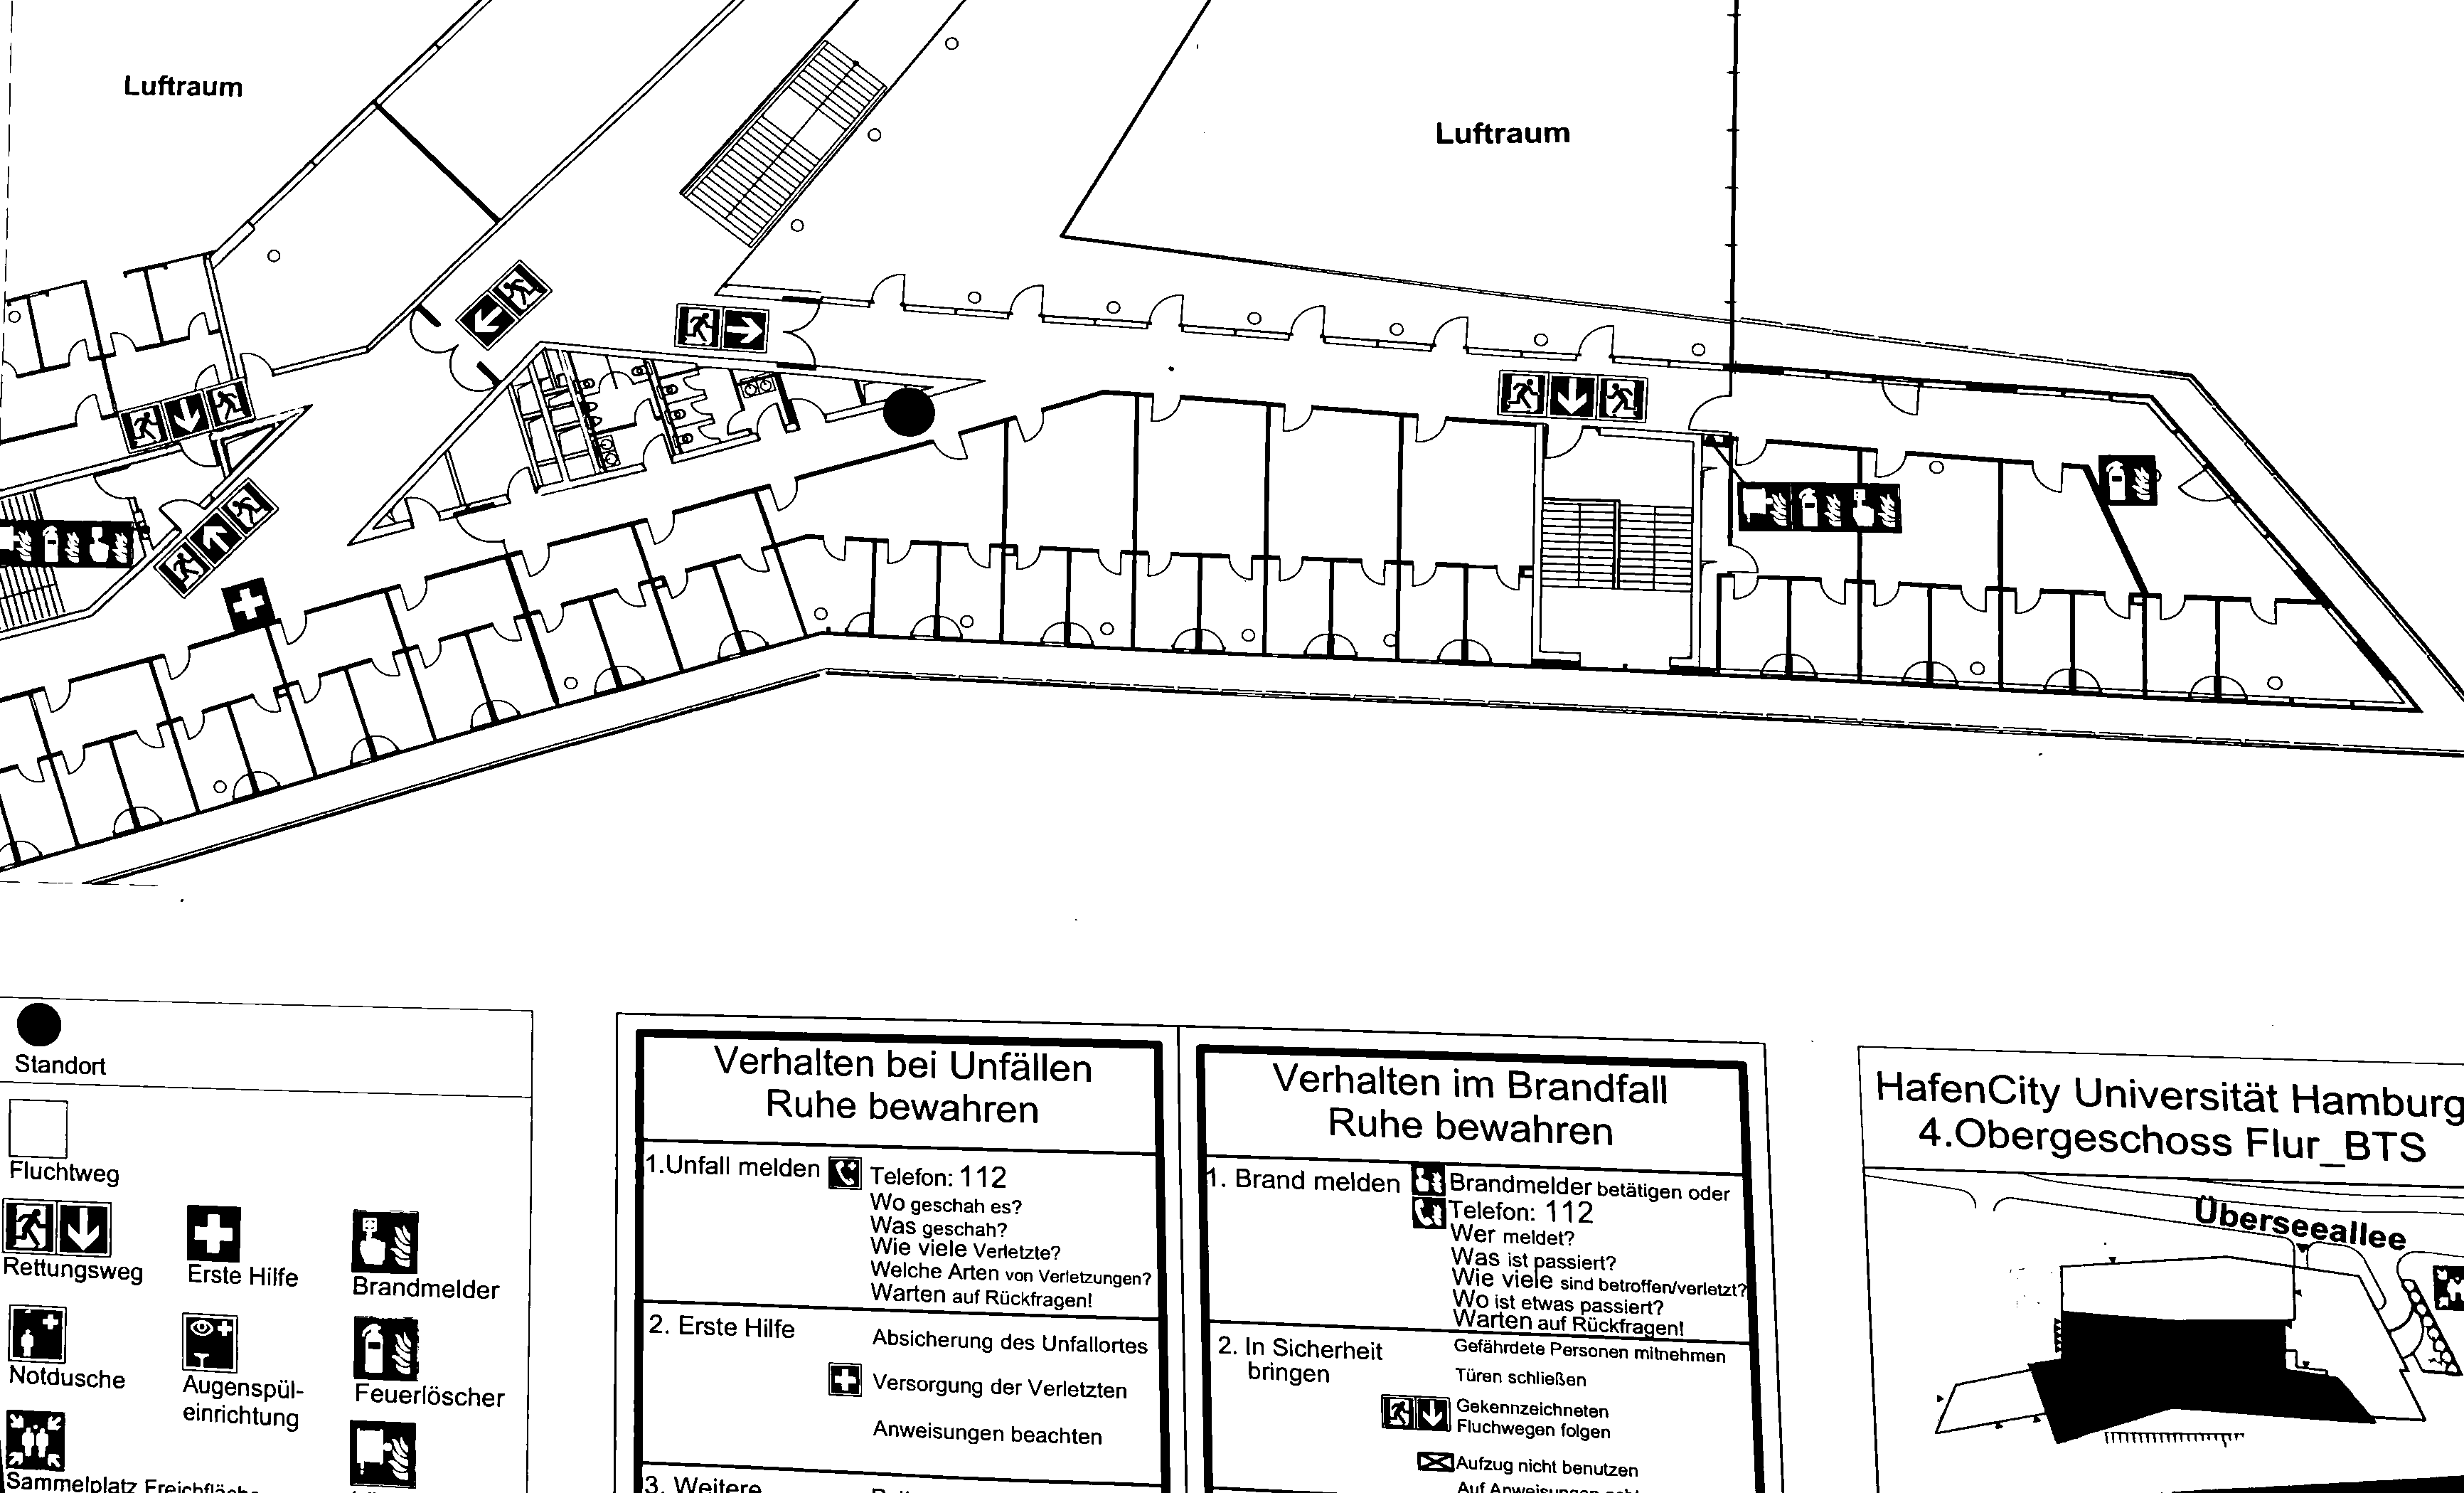 Luftraum
Luftraum
Standort
Fluchtweg
Rettungsweg
Erste Hilfe
Brandmelder
Notdusche
Augenspül-
einrichtung
Feuerlöscher
Sammelplatz
Verhalten bei Unfällen
Ruhe bewahren
1.Unfall melden
Telefon: 112
Wo geschah es?
Was geschah?
Wie viele Verletzte?
Welche Arten von Verletzungen?
Warten auf Rückfragen!
2. Erste Hilfe
Absicherung des Unfallortes
Versorgung der Verletzten
Anweisungen beachten
3. Weitere
Verhalten im Brandfall
Ruhe bewahren
1. Brand melden
Brandmelder betätigen oder
Telefon: 112
Wer meldet?
Was ist passiert?
Wie viele sind betroffen/verletzt?
Wo ist etwas passiert?
Warten auf Rückfragen!
2. In Sicherheit
bringen
Gefährdete Personen mitnehmen
Türen schließen
Gekennzeichneten
Fluchwegen folgen
Aufzug nicht benutzen
Auf Anweisungen
HafenCity Universität Hamburg
4.Obergeschoss Flur_BTS
Überseeallee